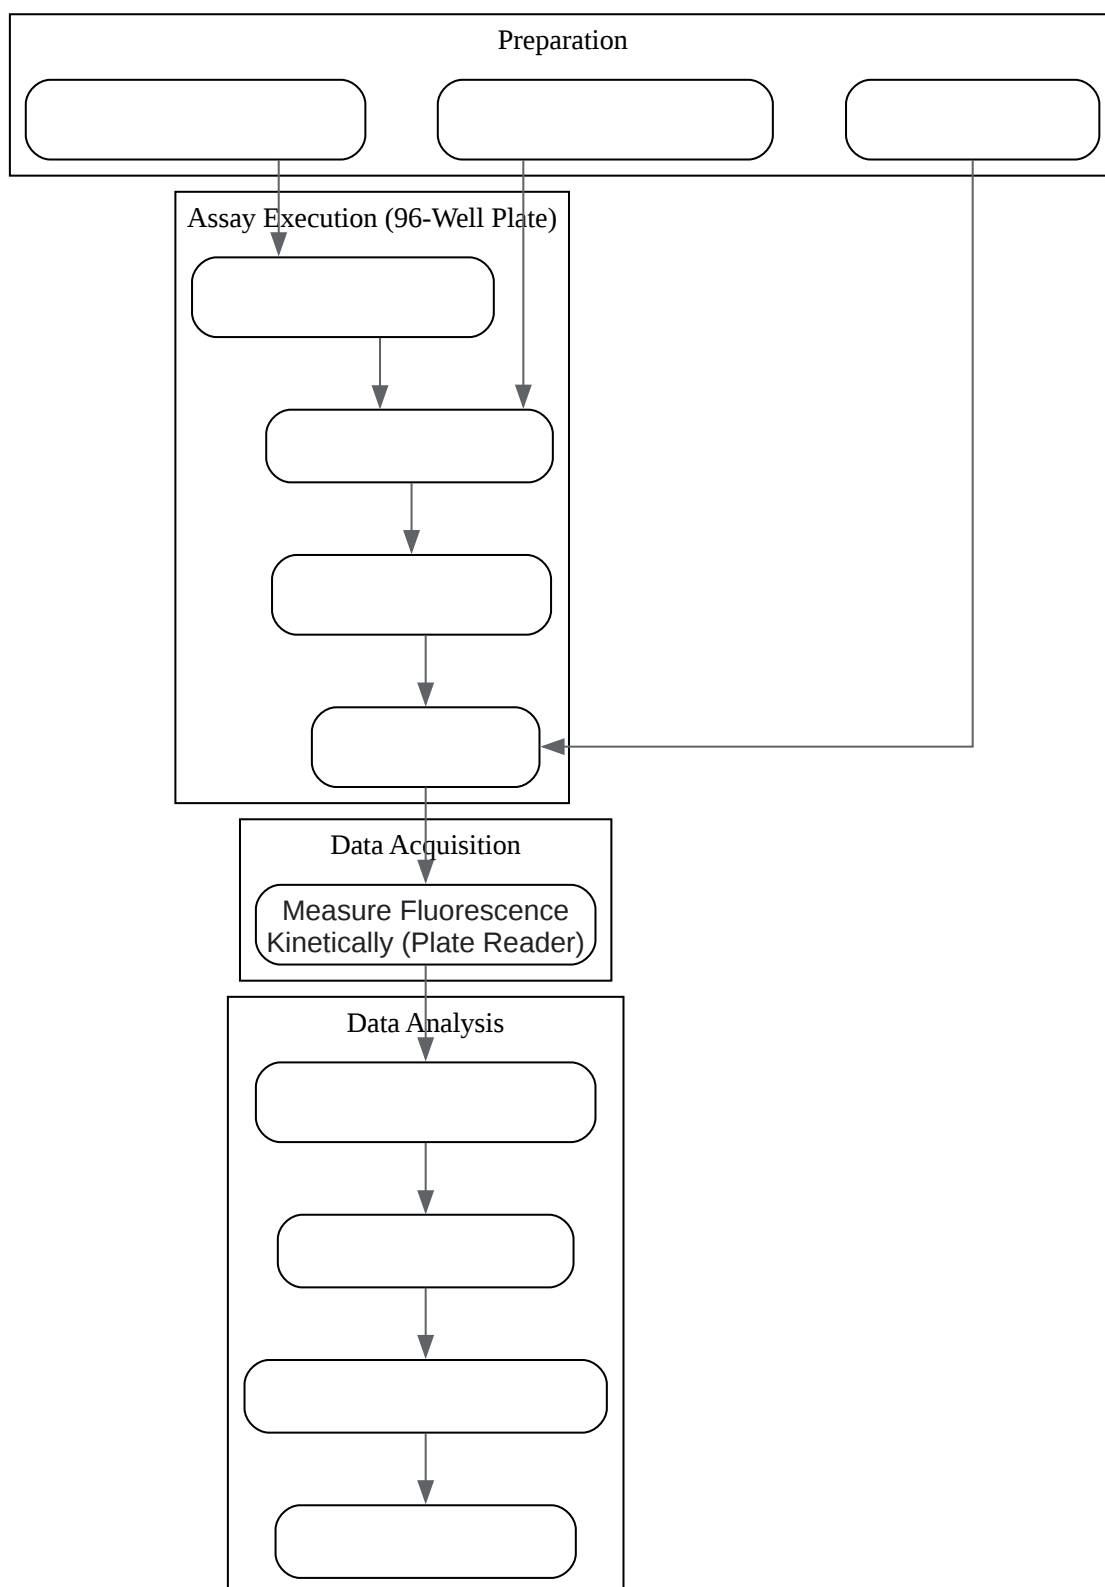 Preparation
Assay Execution (96-Well Plate)
Data Acquisition
Measure Fluorescence
Kinetically (Plate Reader)
Data Analysis